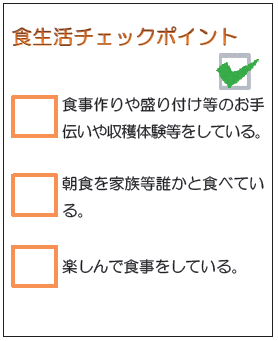 食生活チェックポイント
食事作りや盛り付け等のお手
伝いや収穫体験等をしている。
朝食を家族等誰かと食べてい
る。
楽しんで食事をしている。